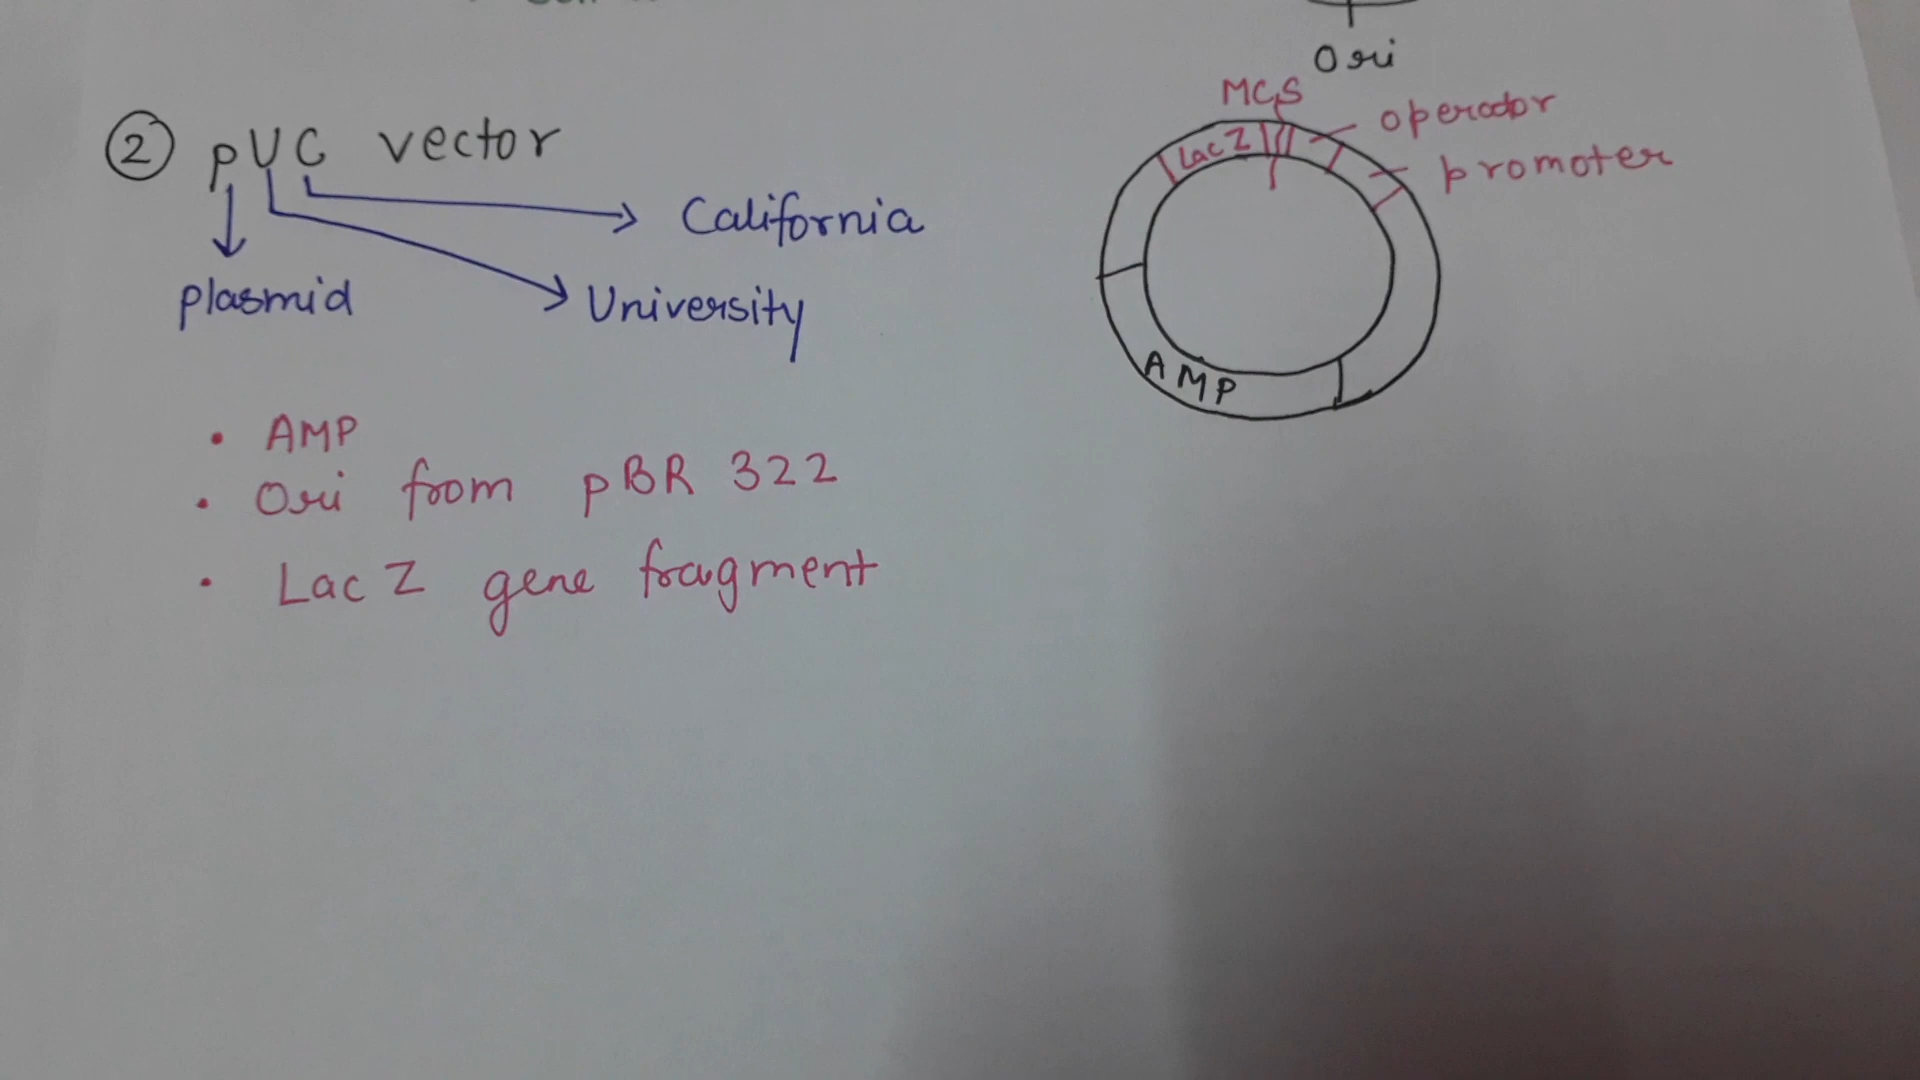 Ori
② pUC vector
California
plasmid
University
• AMP
• Ori from pBR 322
• Lac Z gene fragment
MCS
operator
promoter
Lac Z
AMP